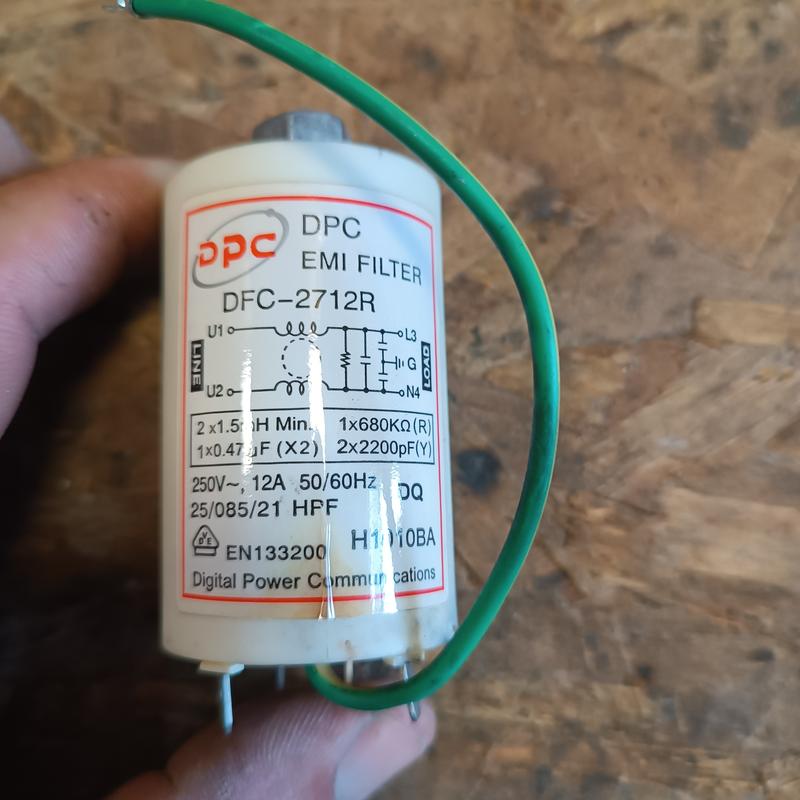 DPC
DPC
EMI FILTER
DFC-2712R
U1
L3
LINE
G
LOAD
U2
N4
2 x1.5mH Min. 1x680KΩ(R)
1x0.47µF (X2) 2x2200pF(Y)
250V~, 12A 50/60Hz DQ
25/085/21 HPF
VDE EN133200 H1010BA
Digital Power Communications